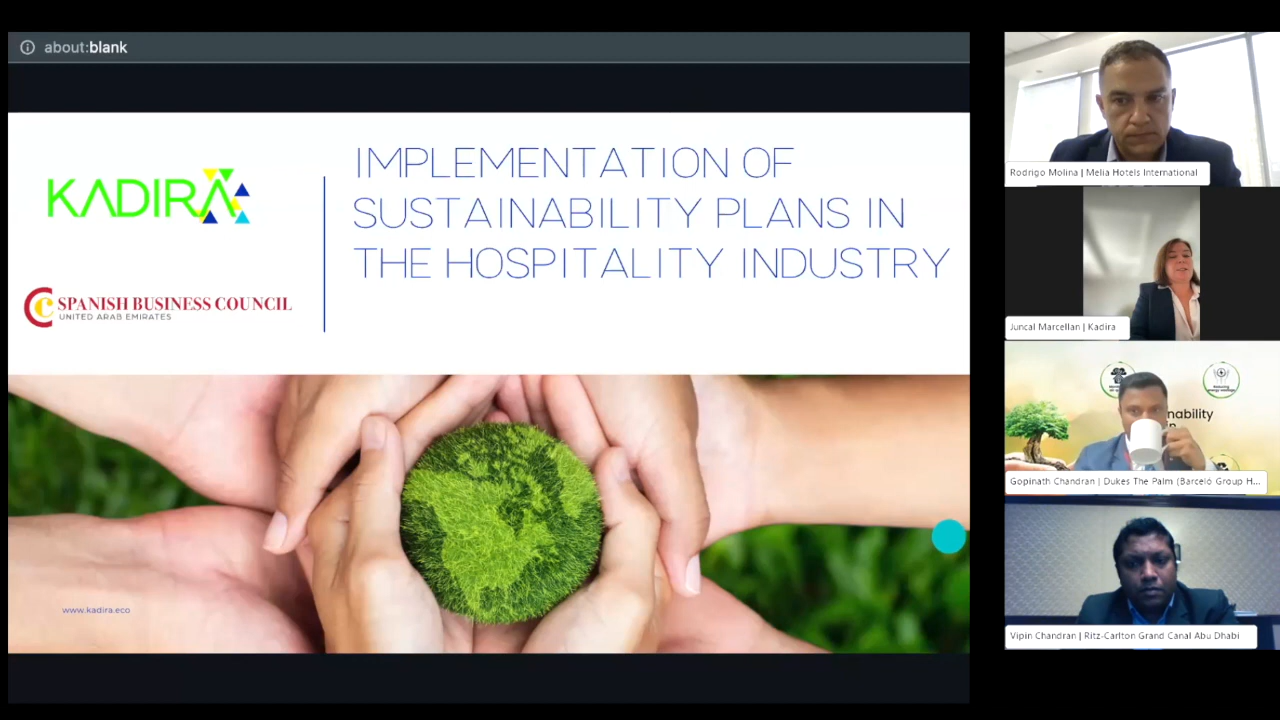 about:blank
KADIRA
SPANISH BUSINESS COUNCIL
UNITED ARAB EMIRATES
IMPLEMENTATION OF
SUSTAINABILITY PLANS IN
THE HOSPITALITY INDUSTRY
www.kadira.eco
Rodrigo Molina | Melia Hotels International
Juncal Marcellan | Kadira
nability
Gopinath Chandran | Dukes The Palm (Barceló Group H...
Vipin Chandran | Ritz-Carlton Grand Canal Abu Dhabi